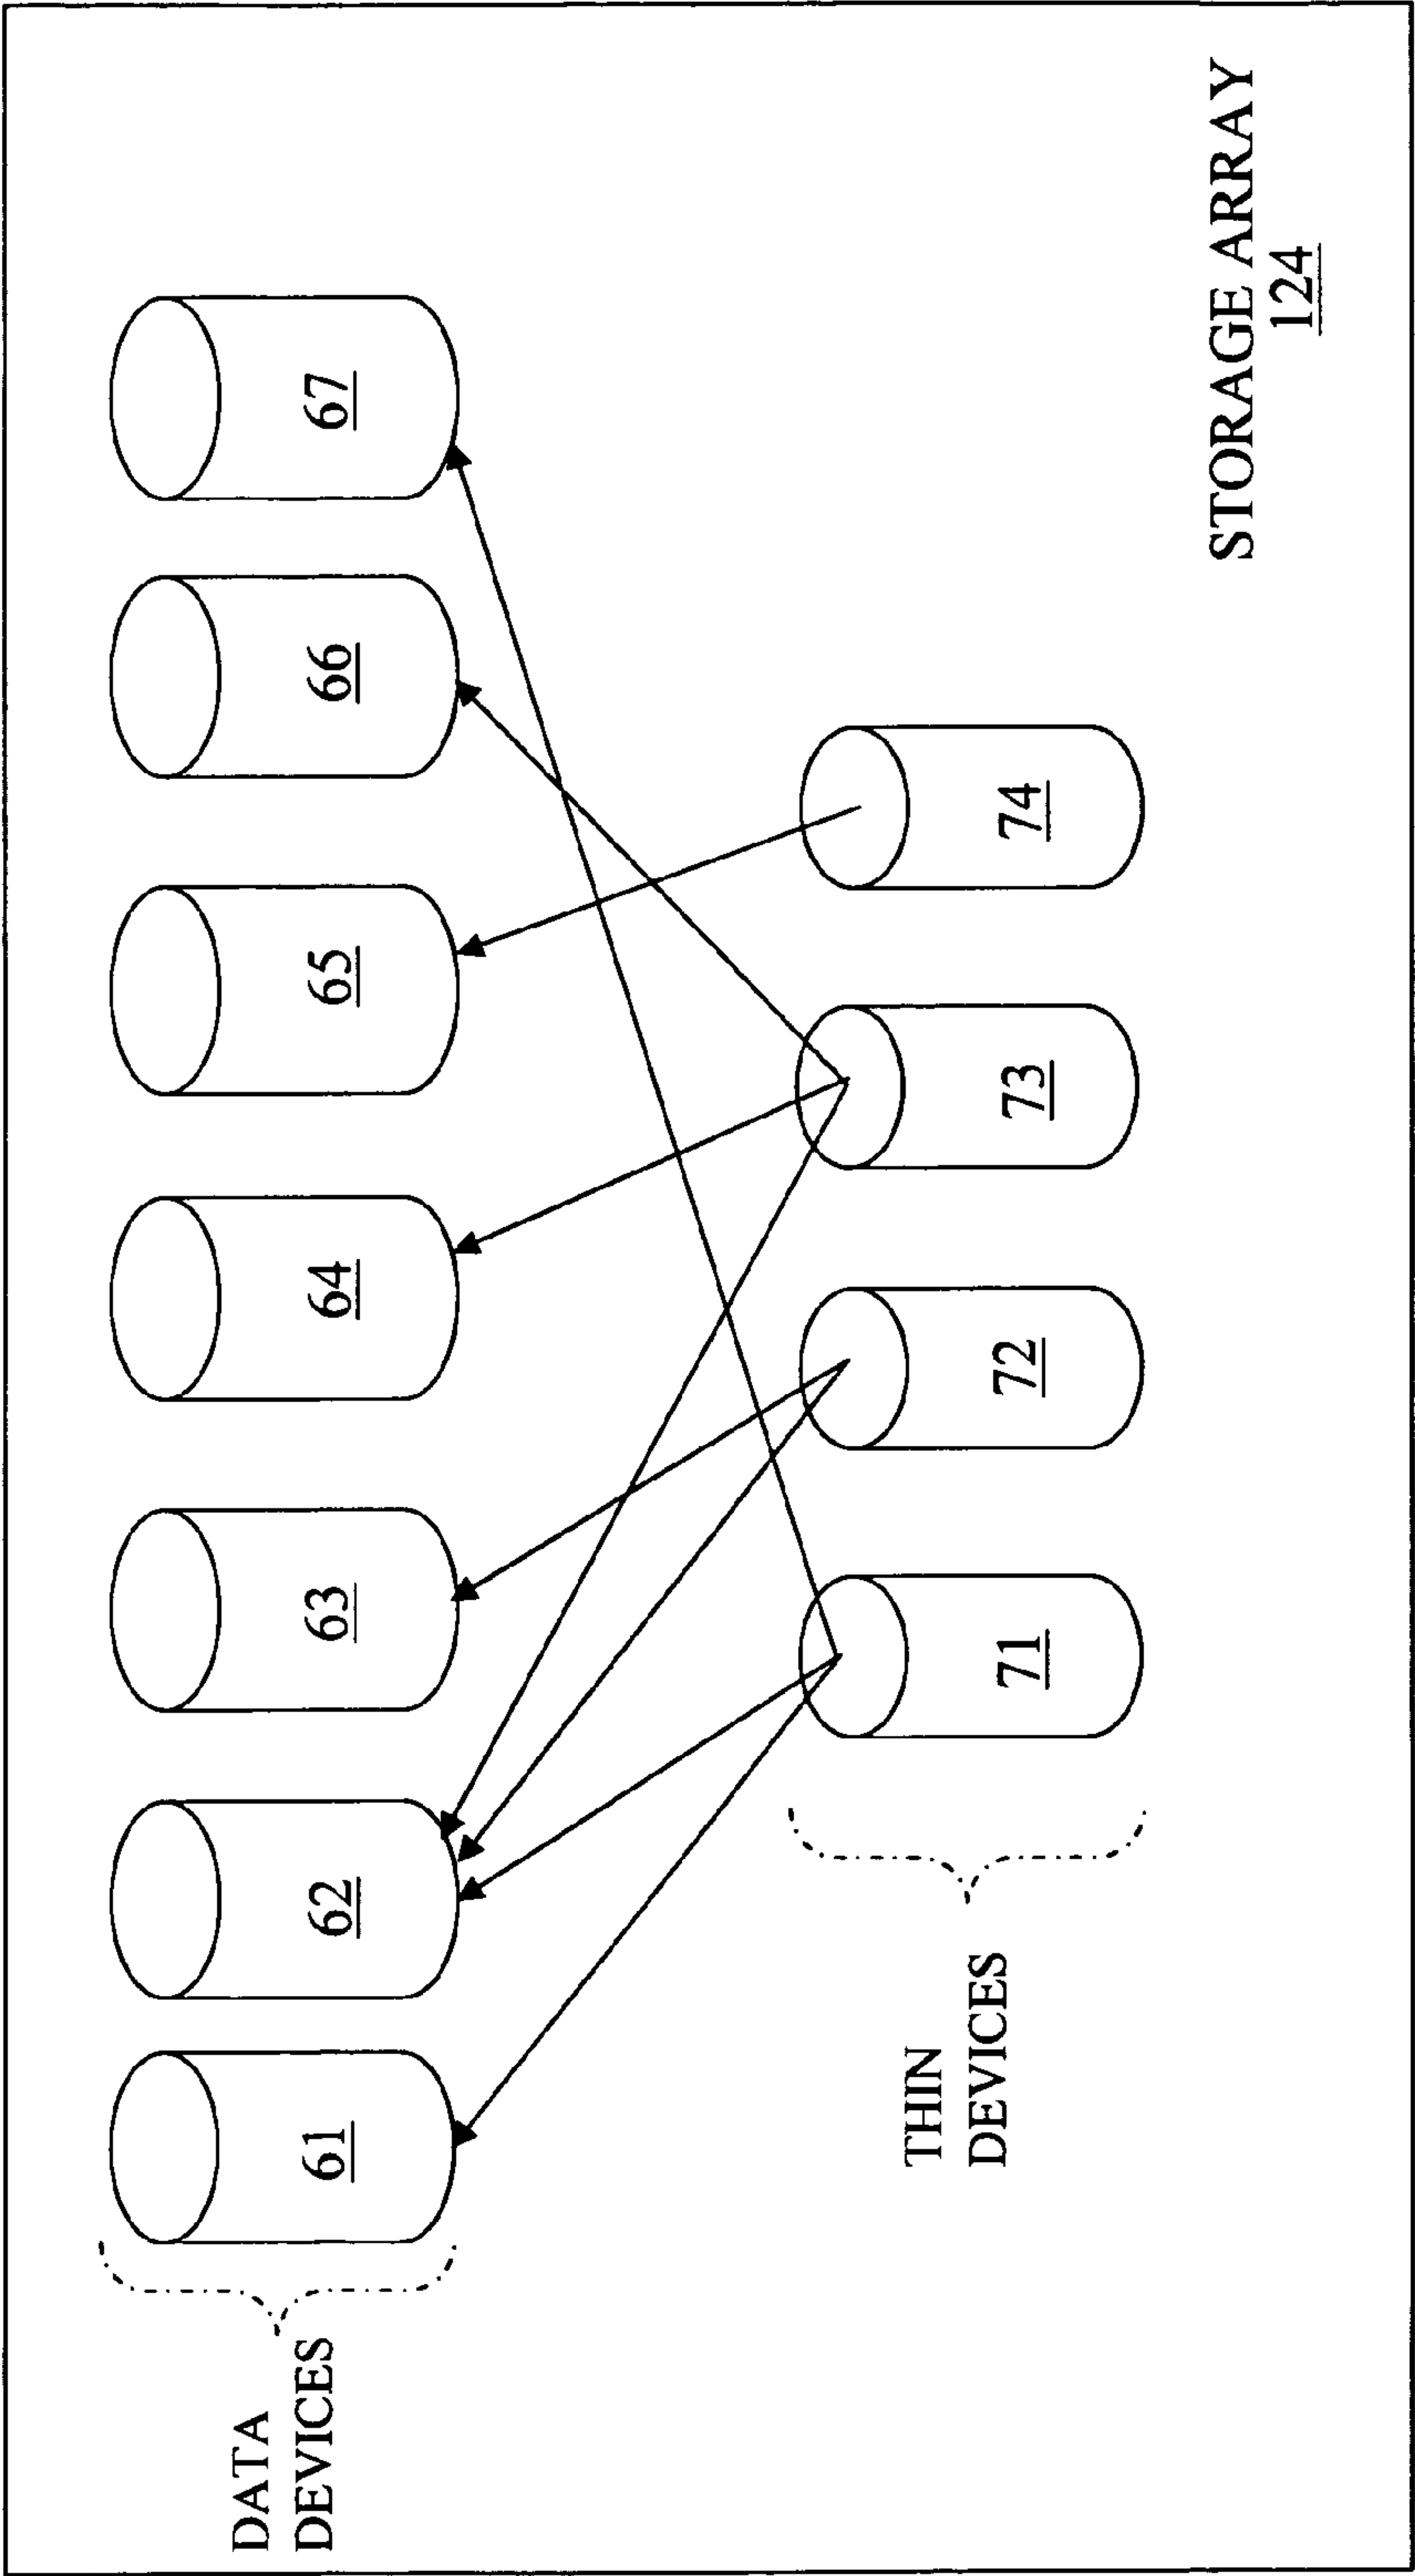 DATA
DEVICES
61
62
63
64
65
66
67
THIN
DEVICES
71
72
73
74
STORAGE ARRAY
124